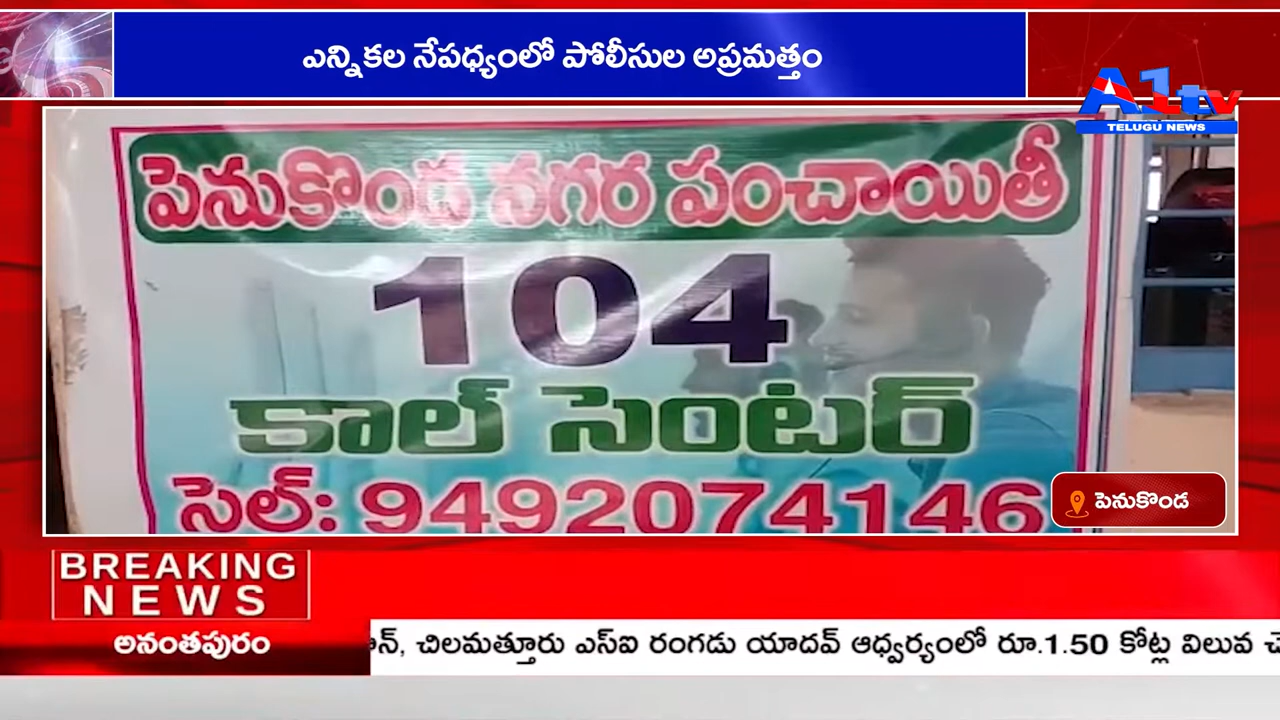 ఎన్నికల నేపధ్యంలో పోలీసుల అప్రమత్తం
A1tv
TELUGU NEWS
పెనుకొండ నగర పంచాయితీ
104
కాల్ సెంటర్
సెల్: 9492074146
పెనుకొండ
BREAKING
NEWS
అనంతపురం
చిలమత్తూరు ఎస్ఐ రంగడు యాదవ్ ఆధ్వర్యంలో రూ.1.50 కోట్ల విలువ